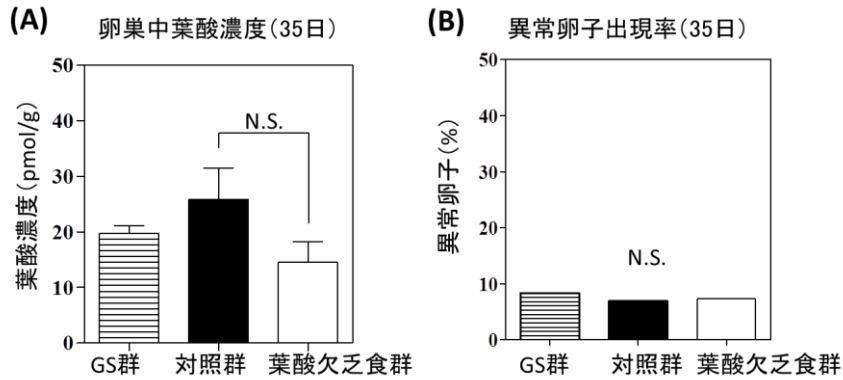 (A)
卵巣中葉酸濃度(35日)
葉酸濃度(pmol/g)
50
40
30
20
10
0
N.S.
GS群 対照群 葉酸欠乏食群
(B)
異常卵子出現率(35日)
異常卵子(%)
50
40
30
20
10
0
N.S.
GS群 対照群 葉酸欠乏食群